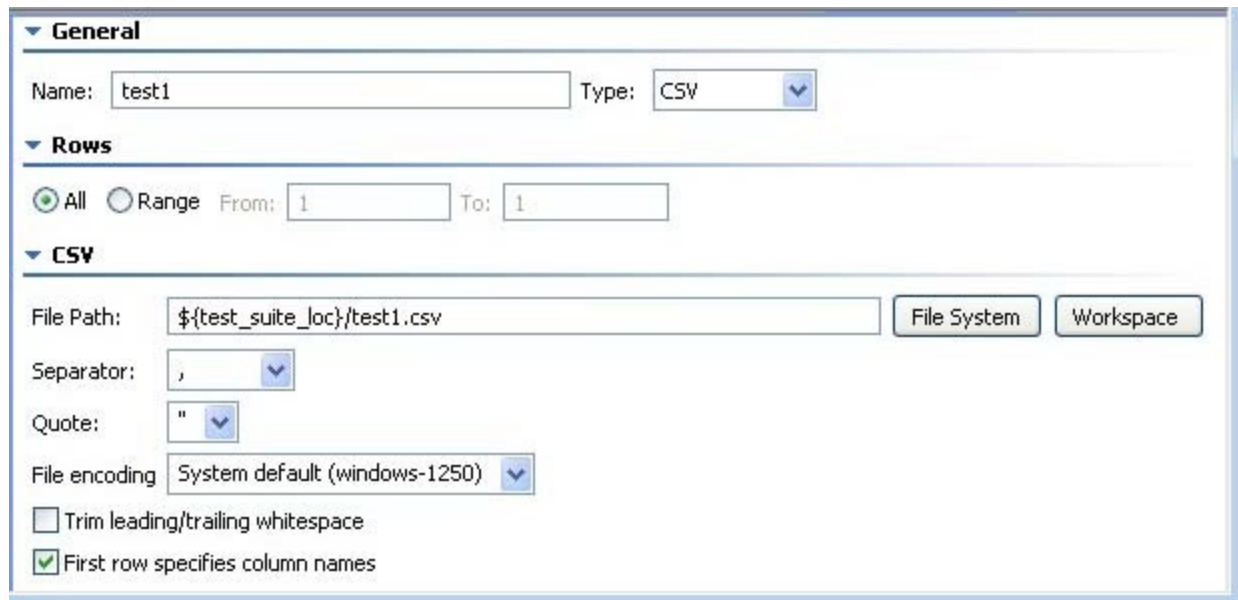 General
Name: test1 Type: CSV
Rows
All Range From: 1 To: 1
CSV
File Path: ${test_suite_loc}/test1.csv File System Workspace
Separator: ,
Quote: "
File encoding System default (windows-1250)
Trim leading/trailing whitespace
First row specifies column names